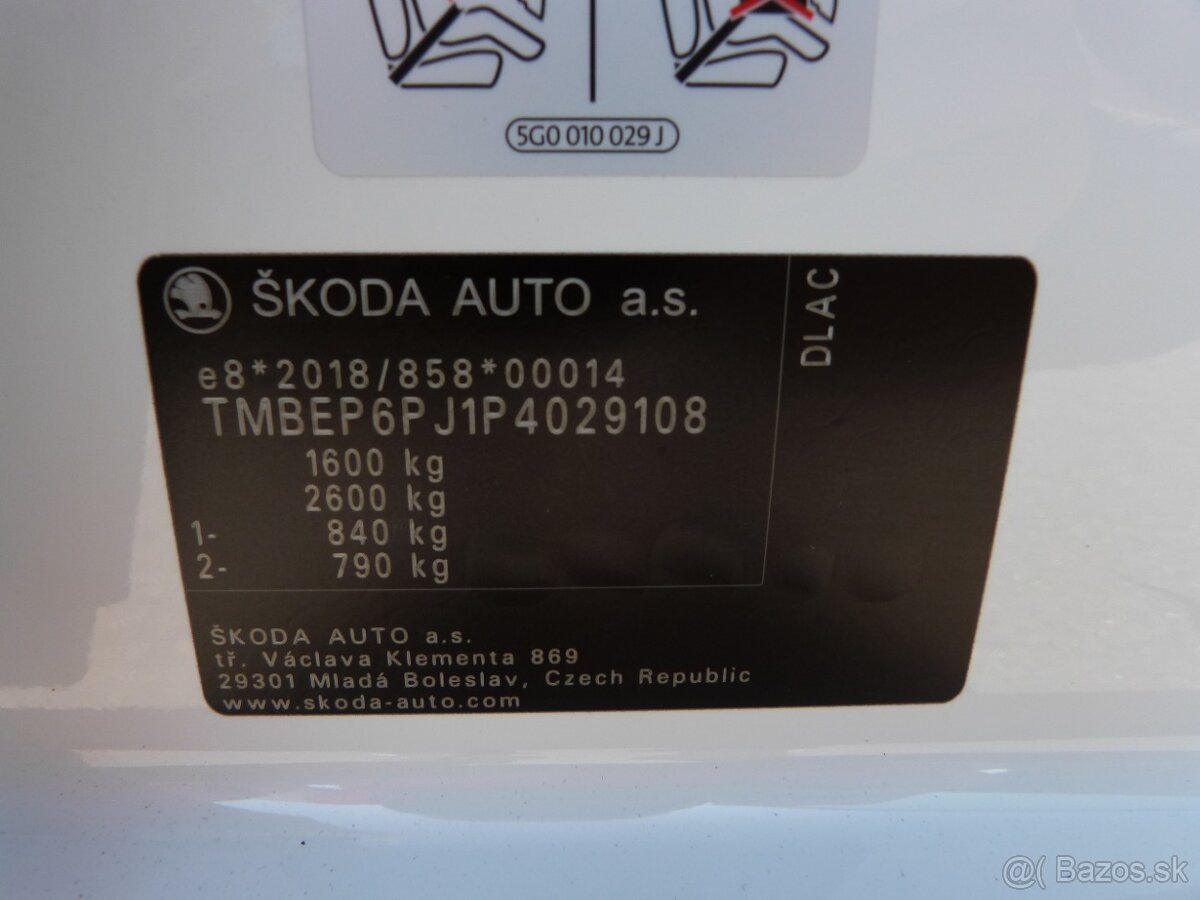 5G0 010 029 J
ŠKODA AUTO a.s.
DLAC
e8*2018/858*00014
TMBEP6PJ1P4029108
1600 kg
2600 kg
1- 840 kg
2- 790 kg
ŠKODA AUTO a.s.
tř. Václava Klementa 869
29301 Mladá Boleslav, Czech Republic
www.skoda-auto.com
@( Bazos.sk